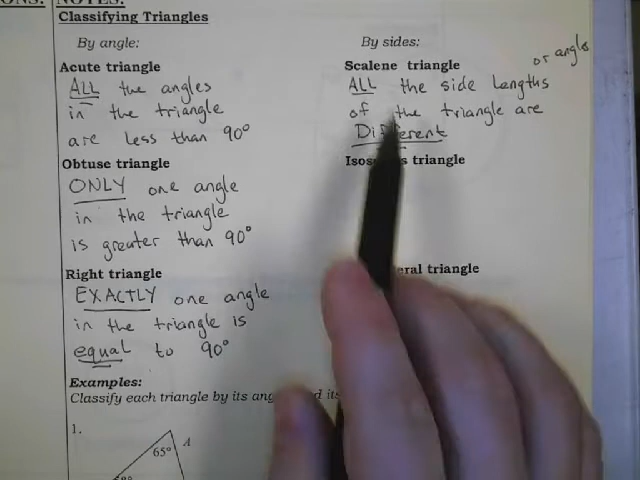 NOTES:
Classifying Triangles
By angle:
Acute triangle
ALL the angles
in the triangle
are less than 90°
Obtuse triangle
ONLY one angle
in the triangle
is greater than 90°
Right triangle
EXACTLY one angle
in the triangle is
equal to 90°
By sides:
or angles
Scalene triangle
ALL the side lengths
of the triangle are
Different
triangle
triangle
Examples:
Classify each triangle by its
1.
65°
A